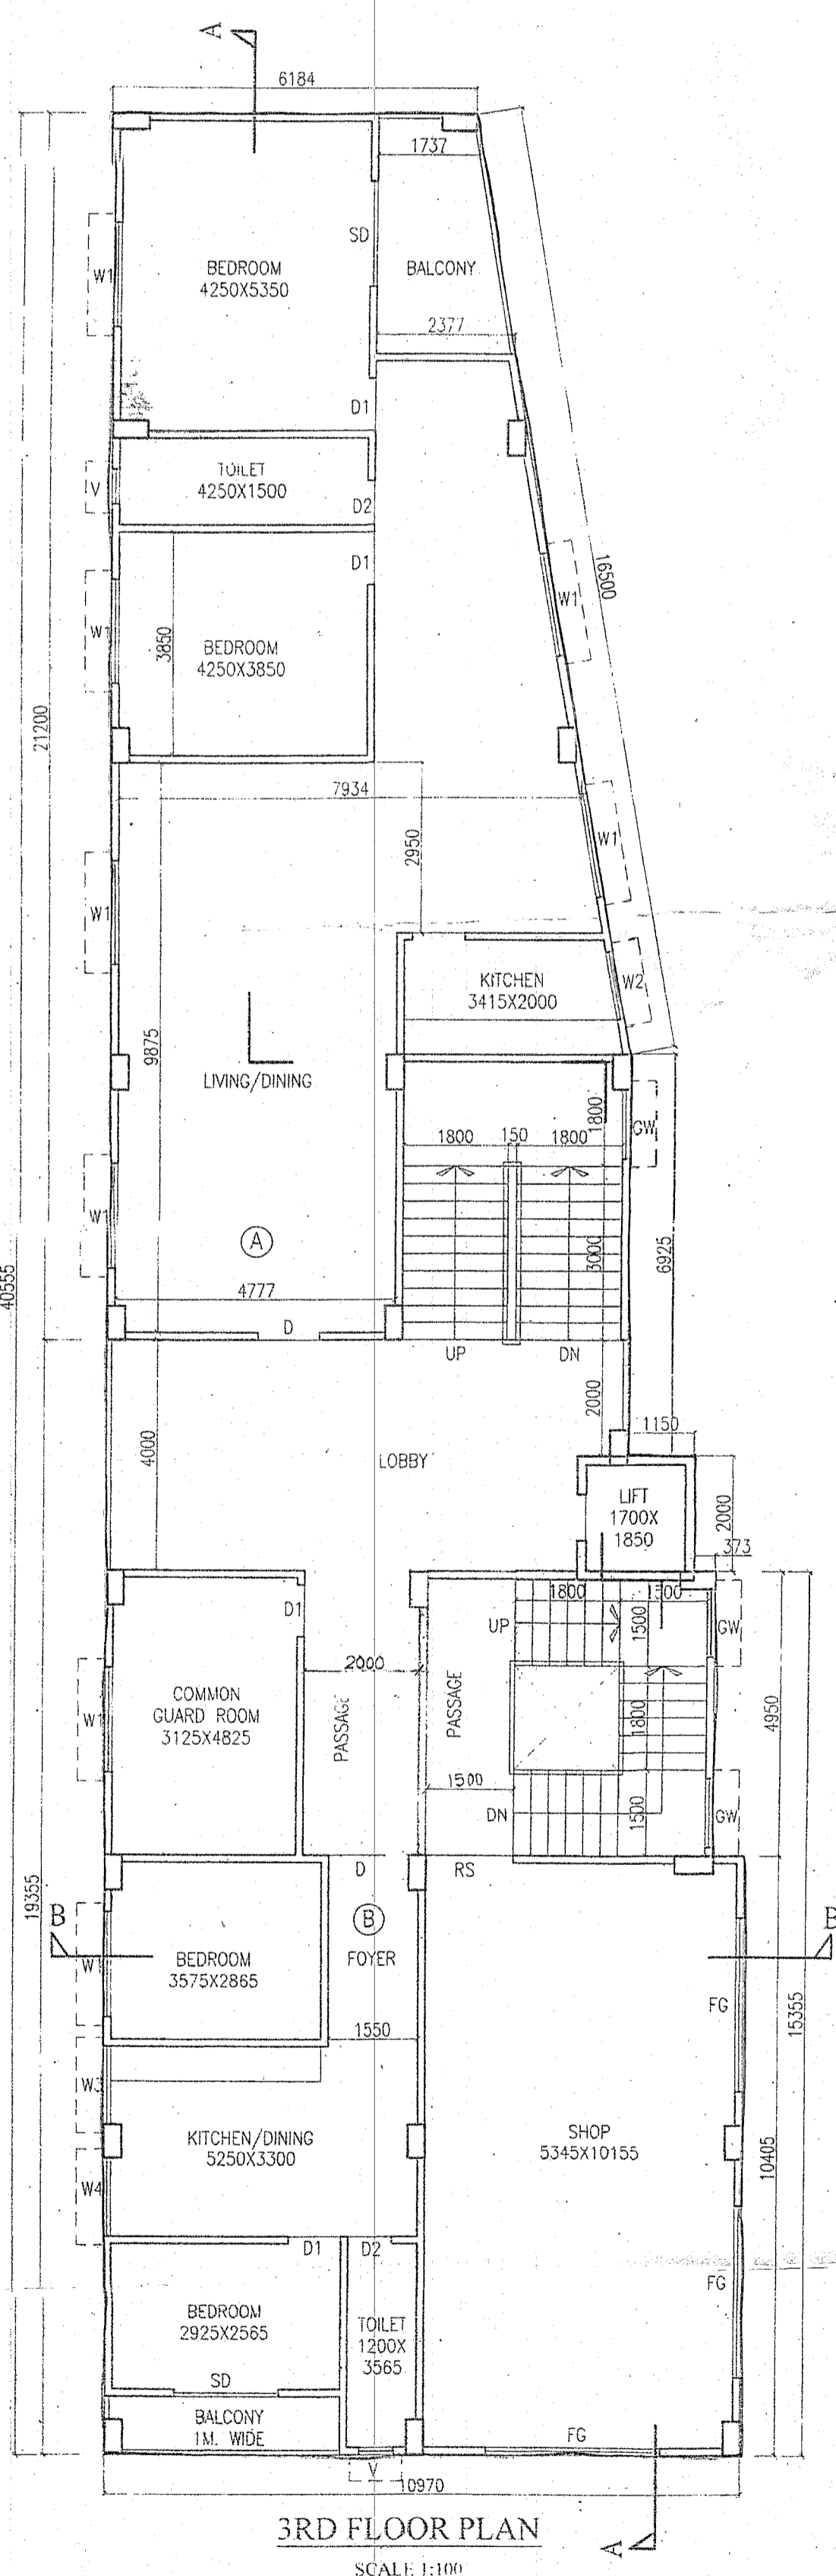 A
6184
1737
SD
BEDROOM
4250X5350
BALCONY
W1
2377
D1
TOILET
4250X1500
V
D2
D1
16500
W1
W1
3850
BEDROOM
4250X3850
21200
7934
2950
W1
W1
KITCHEN
3415X2000
W2
9875
LIVING/DINING
1800
GW
1800
150
1800
W1
A
3000
6925
40555
4777
D
UP
DN
2000
1150
4000
LOBBY
LIFT
1700X
1850
2000
373
D1
1800
1500
UP
1500
GW
2000
COMMON
GUARD ROOM
3125X4825
W1
PASSAGE
PASSAGE
1800
4950
1500
DN
1500
GW
D
RS
19355
B
B
B
W1
BEDROOM
3575X2865
FOYER
FG
15355
1550
W3
KITCHEN/DINING
5250X3300
SHOP
5345X10155
10405
W4
D1
D2
FG
BEDROOM
2925X2565
TOILET
1200X
3565
SD
BALCONY
1M. WIDE
FG
V
10970
3RD FLOOR PLAN
A
SCALE 1:100